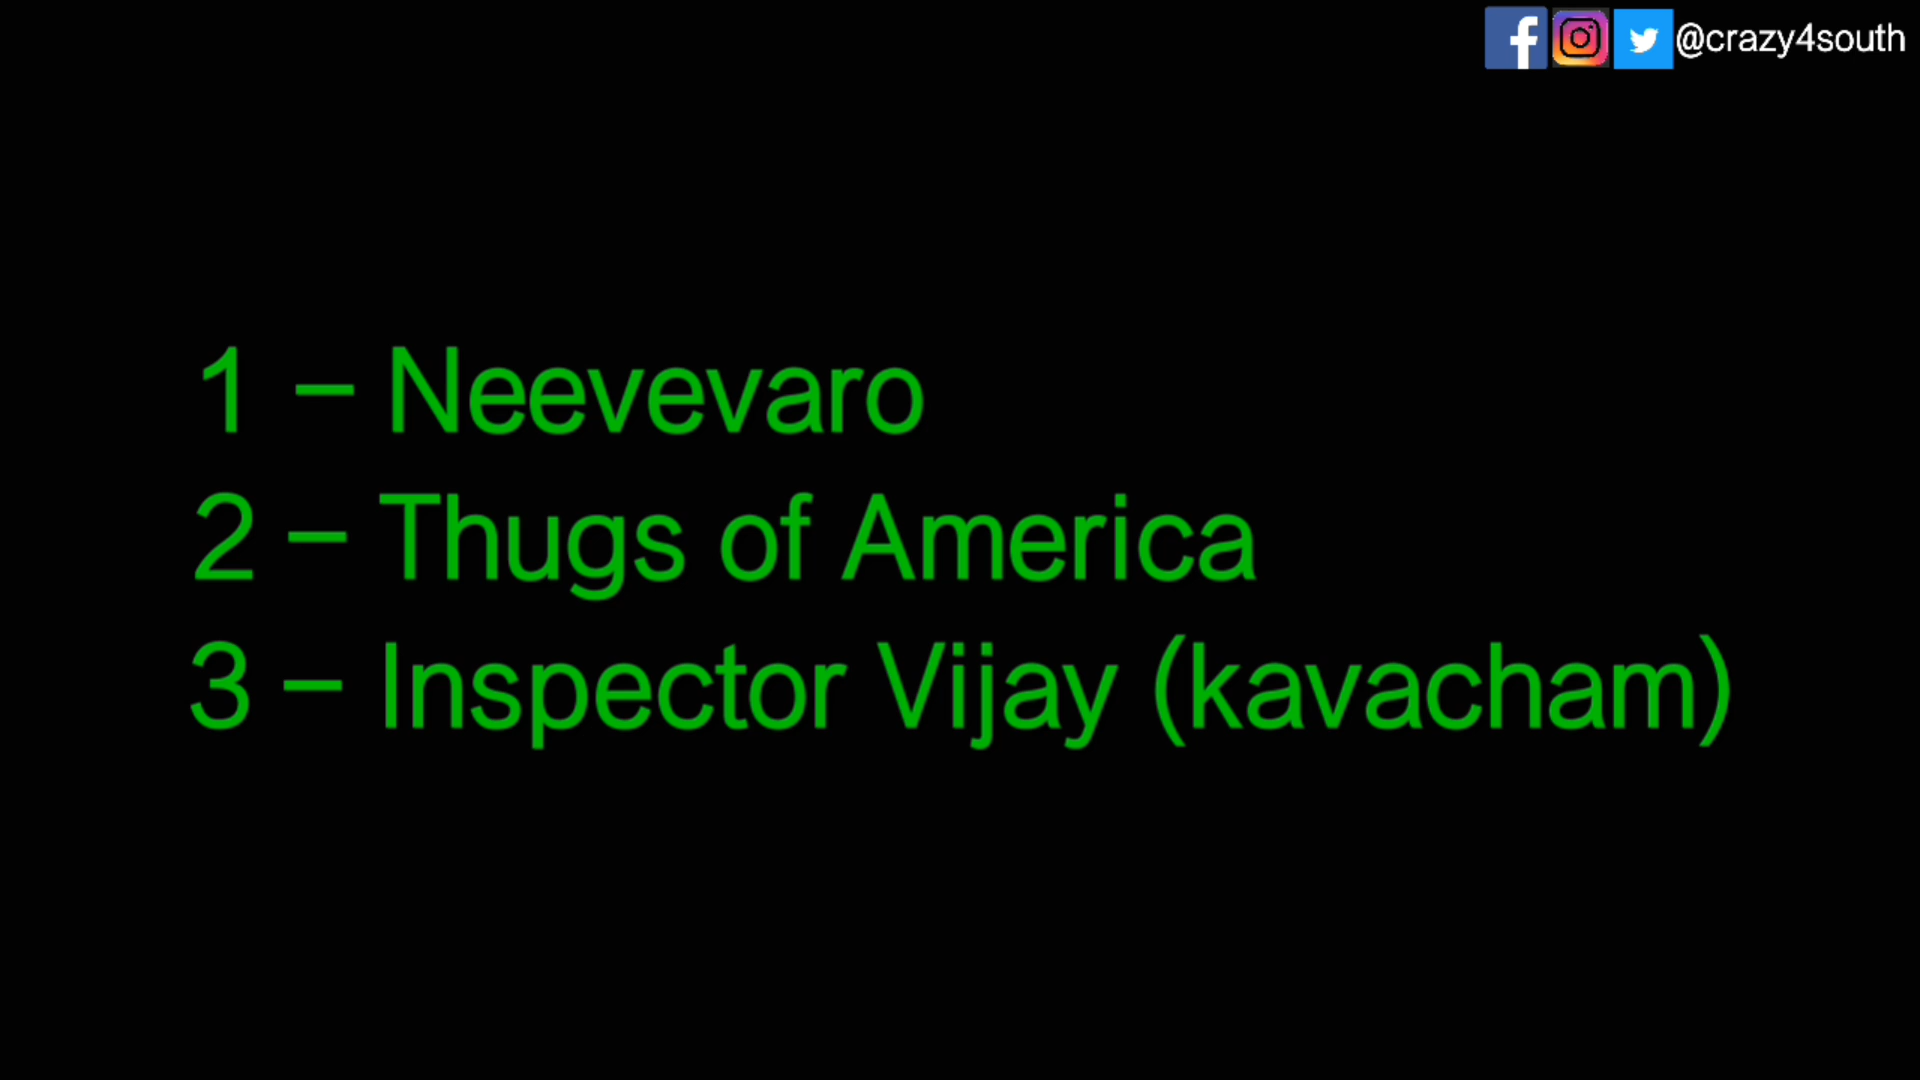 @crazy4south
1 – Neevevaro
2 – Thugs of America
3 – Inspector Vijay (kavacham)